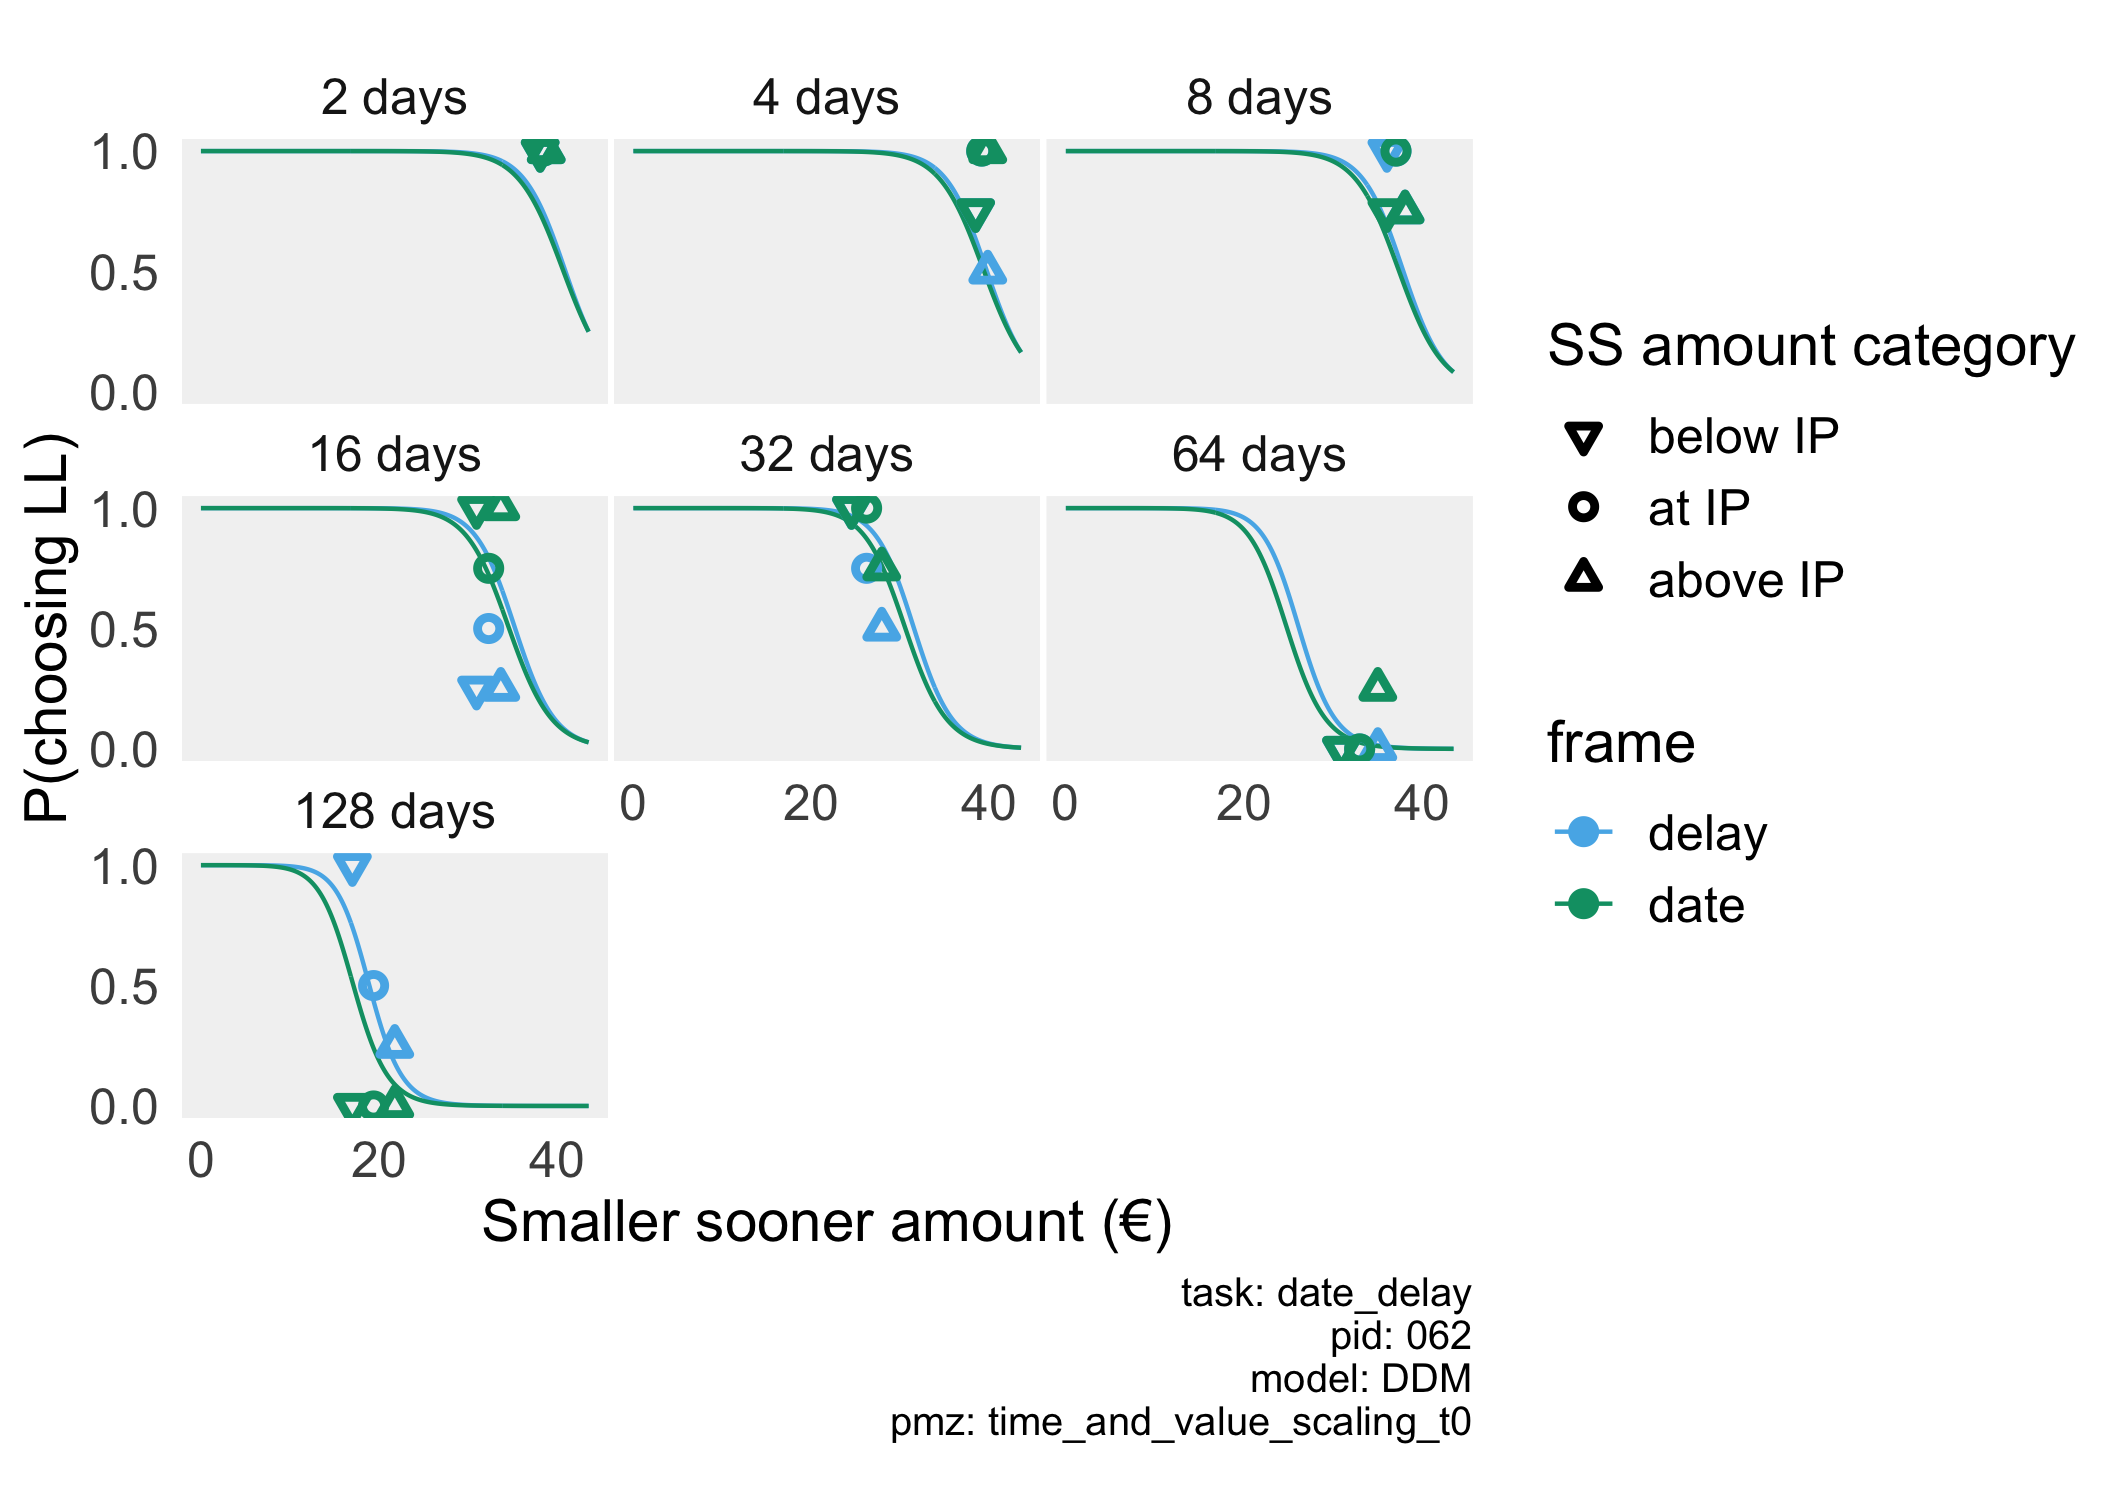 2 days
4 days
8 days
1.0
0.5
0.0
16 days
32 days
64 days
1.0
0.5
0.0
0
20
40
0
20
40
128 days
1.0
0.5
0.0
0
20
40
P(choosing LL)
Smaller sooner amount (€)
SS amount category
below IP
at IP
above IP
frame
delay
date
task: date_delay
pid: 062
model: DDM
pmz: time_and_value_scaling_t0